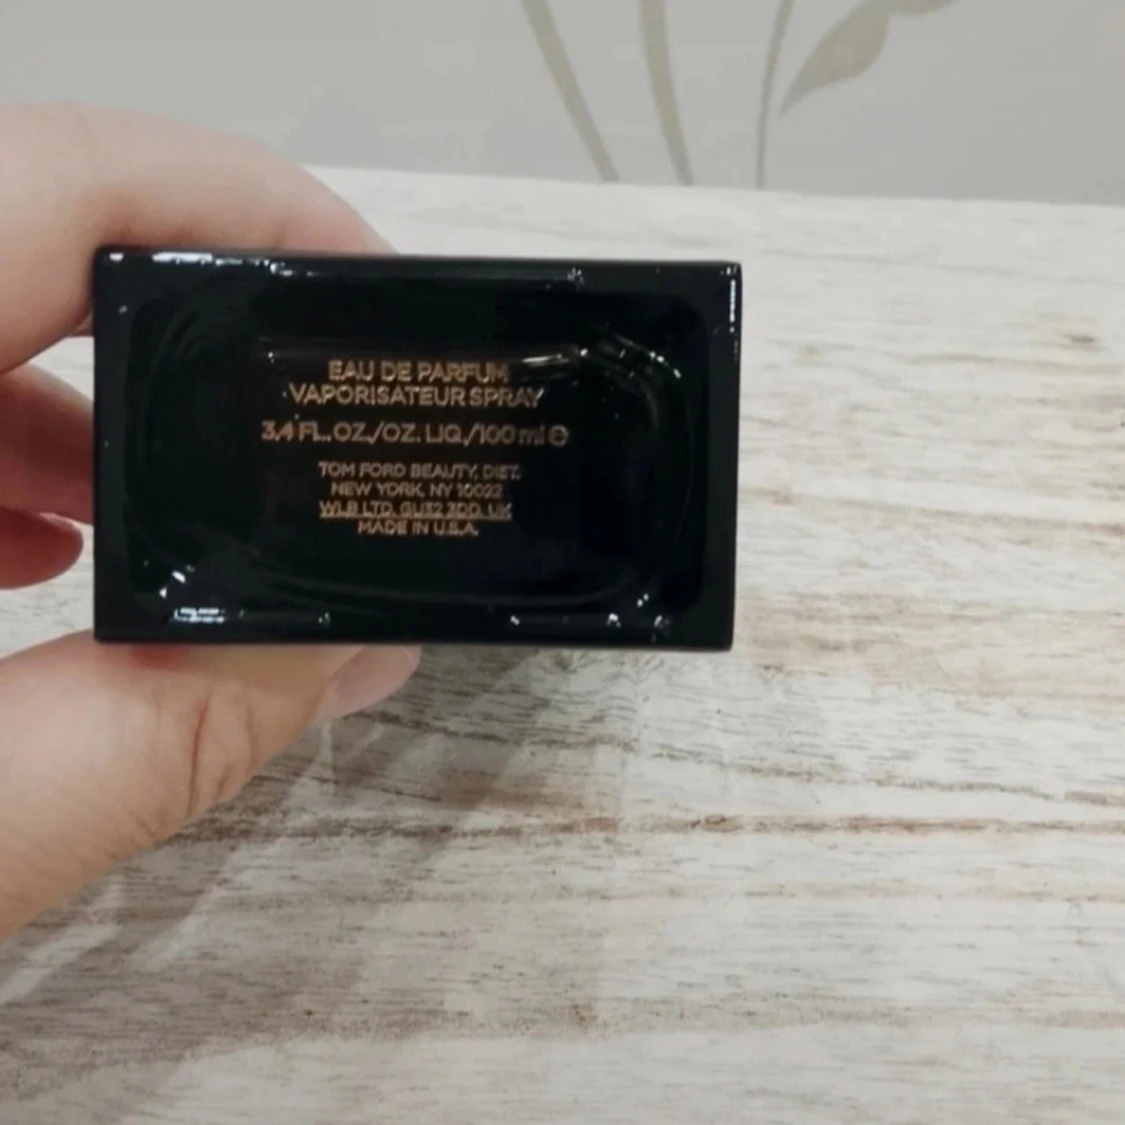 EAU DE PARFUM
VAPORISATEUR SPRAY
3.4 FL.OZ./OZ. LIQ./100 ml ℮
TOM FORD BEAUTY, DIST.
NEW YORK, NY 10022
WLB LTD. GU32 3DD. UK
MADE IN U.S.A.